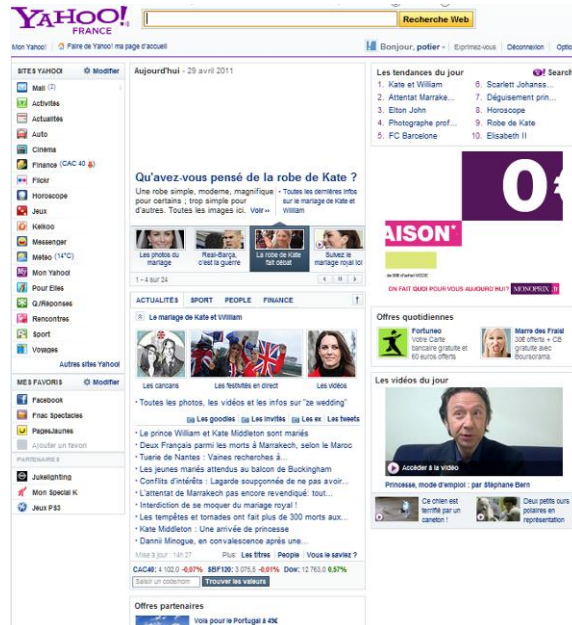 YAHOO!
FRANCE
Recherche Web
Mon Yahoo! Faire de Yahoo! ma page d'accueil
Bonjour, potier Exprimez-vous Déconnexion Optio
SITES YAHOO! Modifier
Mail (2)
Activités
Actualités
Auto
Cinéma
Finance (CAC 40)
Flickr
Horoscope
Jeux
Kelkoo
Messenger
Météo (14°C)
Mon Yahoo!
Pour Elles
Q./Réponses
Rencontres
Sport
Voyages
Autres sites Yahoo!
MES FAVORIS Modifier
Facebook
Fnac Spectacles
PagesJaunes
Ajouter un favori
PARTENAIRES
Jukelighting
Mon Special K
Jeux PS3
Aujourd'hui - 29 avril 2011
Qu'avez-vous pensé de la robe de Kate ?
Une robe simple, moderne, magnifique
pour certains ; trop simple pour
d'autres. Toutes les images ici. Voir »
• Toutes les dernières infos
sur le mariage de Kate et
William
Les photos du
mariage
Real-Barça,
c'est la guerre
La robe de Kate
fait débat
Suivez le
mariage royal ici
1 - 4 sur 24
ACTUALITÉS SPORT PEOPLE FINANCE
Le mariage de Kate et William
Les cancans Les festivités en direct Les vidéos
• Toutes les photos, les vidéos et les infos sur "ze wedding"
Les goodies Les invités Les ex Les tweets
• Le prince William et Kate Middleton sont mariés
• Deux Français parmi les morts à Marrakech, selon le Maroc
• Tuerie de Nantes : Vaines recherches à...
• Les jeunes mariés attendus au balcon de Buckingham
• Conflits d'intérêts : Lagarde soupçonnée de ne pas avoir...
• L'attentat de Marrakech pas encore revendiqué: tout...
• Interdiction de se moquer du mariage royal !
• Les tempêtes et tornades ont fait plus de 300 morts aux...
• Kate Middleton : Une arrivée de princesse
• Dannii Minogue, en convalescence après une...
Mise à jour : 14h27 Plus: Les titres | People | Vous le saviez ?
CAC40: 4 102,0 -0,07% SBF120: 3 075,5 -0,01% Dow: 12 763,0 0,57%
Saisir un code/nom Trouver les valeurs
Offres partenaires
Vols pour le Portugal à 45€
Les tendances du jour
Y! Search
1. Kate et William
2. Attentat Marrake...
3. Elton John
4. Photographe prof...
5. FC Barcelone
6. Scarlett Johanss...
7. Déguisement prin...
8. Horoscope
9. Robe de Kate
10. Elisabeth II
0€
AISON*
ON FAIT QUOI POUR VOUS AUJOURD'HUI? MONOPRIX.fr
Offres quotidiennes
Fortuneo
Votre Carte
bancaire gratuite et
60 euros offerts
Marre des Frais!
30€ offerts + CB
gratuite avec
Boursorama.
Les vidéos du jour
Accéder à la vidéo
Princesse, mode d'emploi : par Stéphane Bern
Ce chien est
terrifié par un
caneton !
Deux petits ours
polaires en
représentation